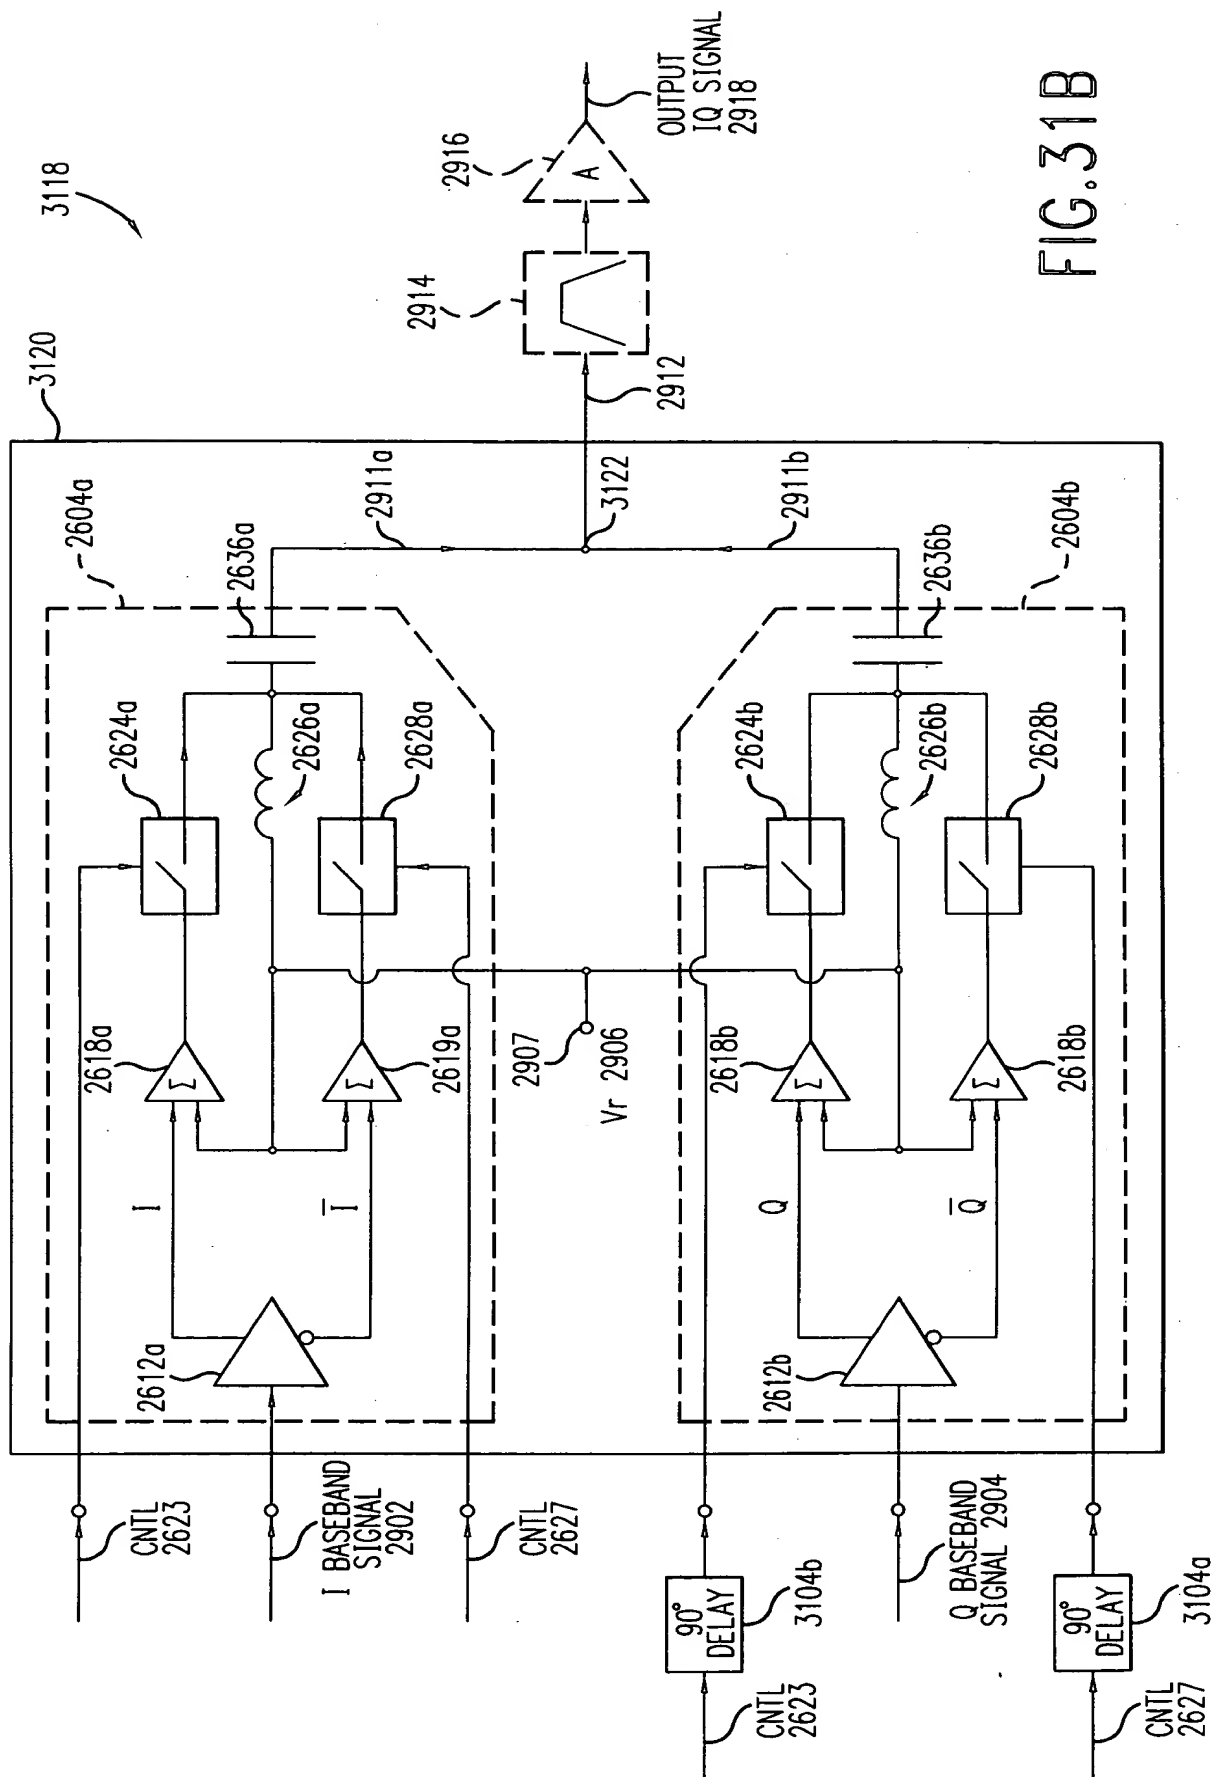 3118
3120
2604a
2636a
2911a
2624a
2626a
2628a
2618a
2619a
Σ
Σ
I
I̅
2612a
CNTL
2623
I BASEBAND
SIGNAL
2902
CNTL
2627
2914
2916
A
OUTPUT
IQ SIGNAL
2918
2912
3122
2907
Vr 2906
2911b
2604b
2636b
2624b
2626b
2628b
2618b
2618b
Σ
Σ
Q
Q̅
2612b
90°
DELAY
3104b
CNTL
2623
Q BASEBAND
SIGNAL 2904
90°
DELAY
3104a
CNTL
2627
FIG.31B